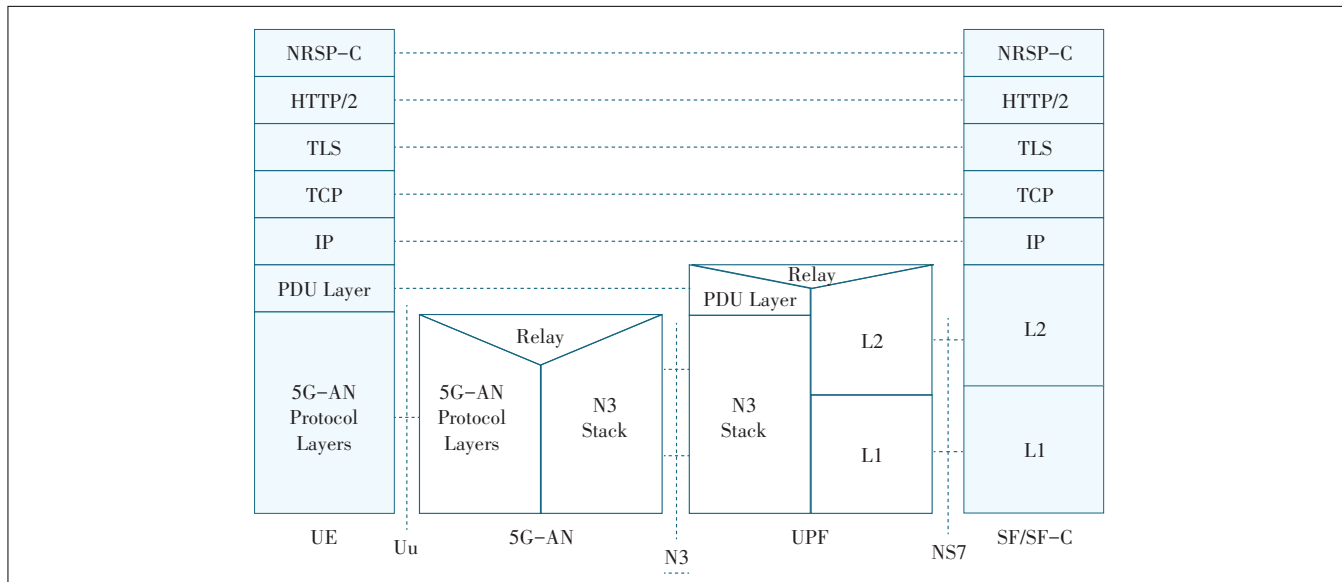 NRSP-C
NRSP-C
HTTP/2
HTTP/2
TLS
TLS
TCP
TCP
IP
IP
PDU Layer
Relay
PDU Layer
Relay
L2
L2
5G-AN
Protocol
Layers
5G-AN
Protocol
Layers
N3
Stack
N3
Stack
L1
L1
UE
Uu
5G-AN
N3
UPF
NS7
SF/SF-C